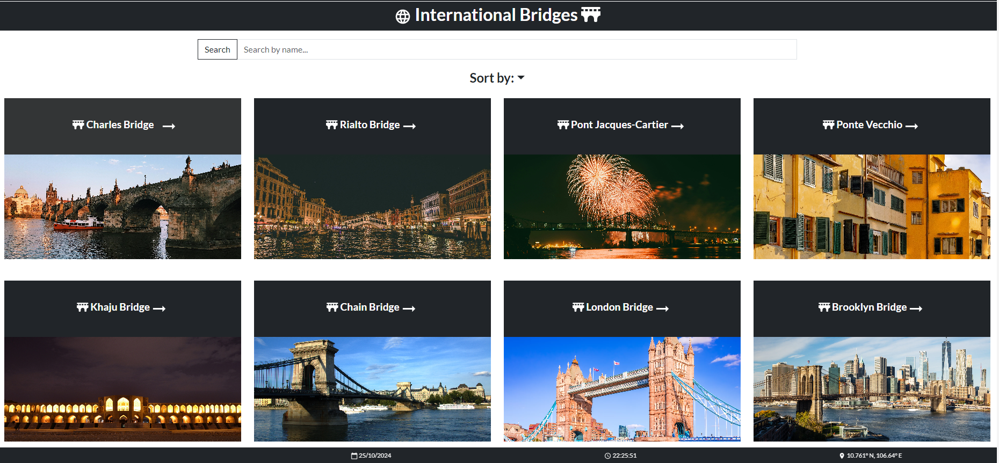 International Bridges
Search Search by name...
Sort by:
Charles Bridge
Rialto Bridge
Pont Jacques-Cartier
Ponte Vecchio
Khaju Bridge
Chain Bridge
London Bridge
Brooklyn Bridge
25/10/2024
22:25:51
10.761° N, 106.64° E